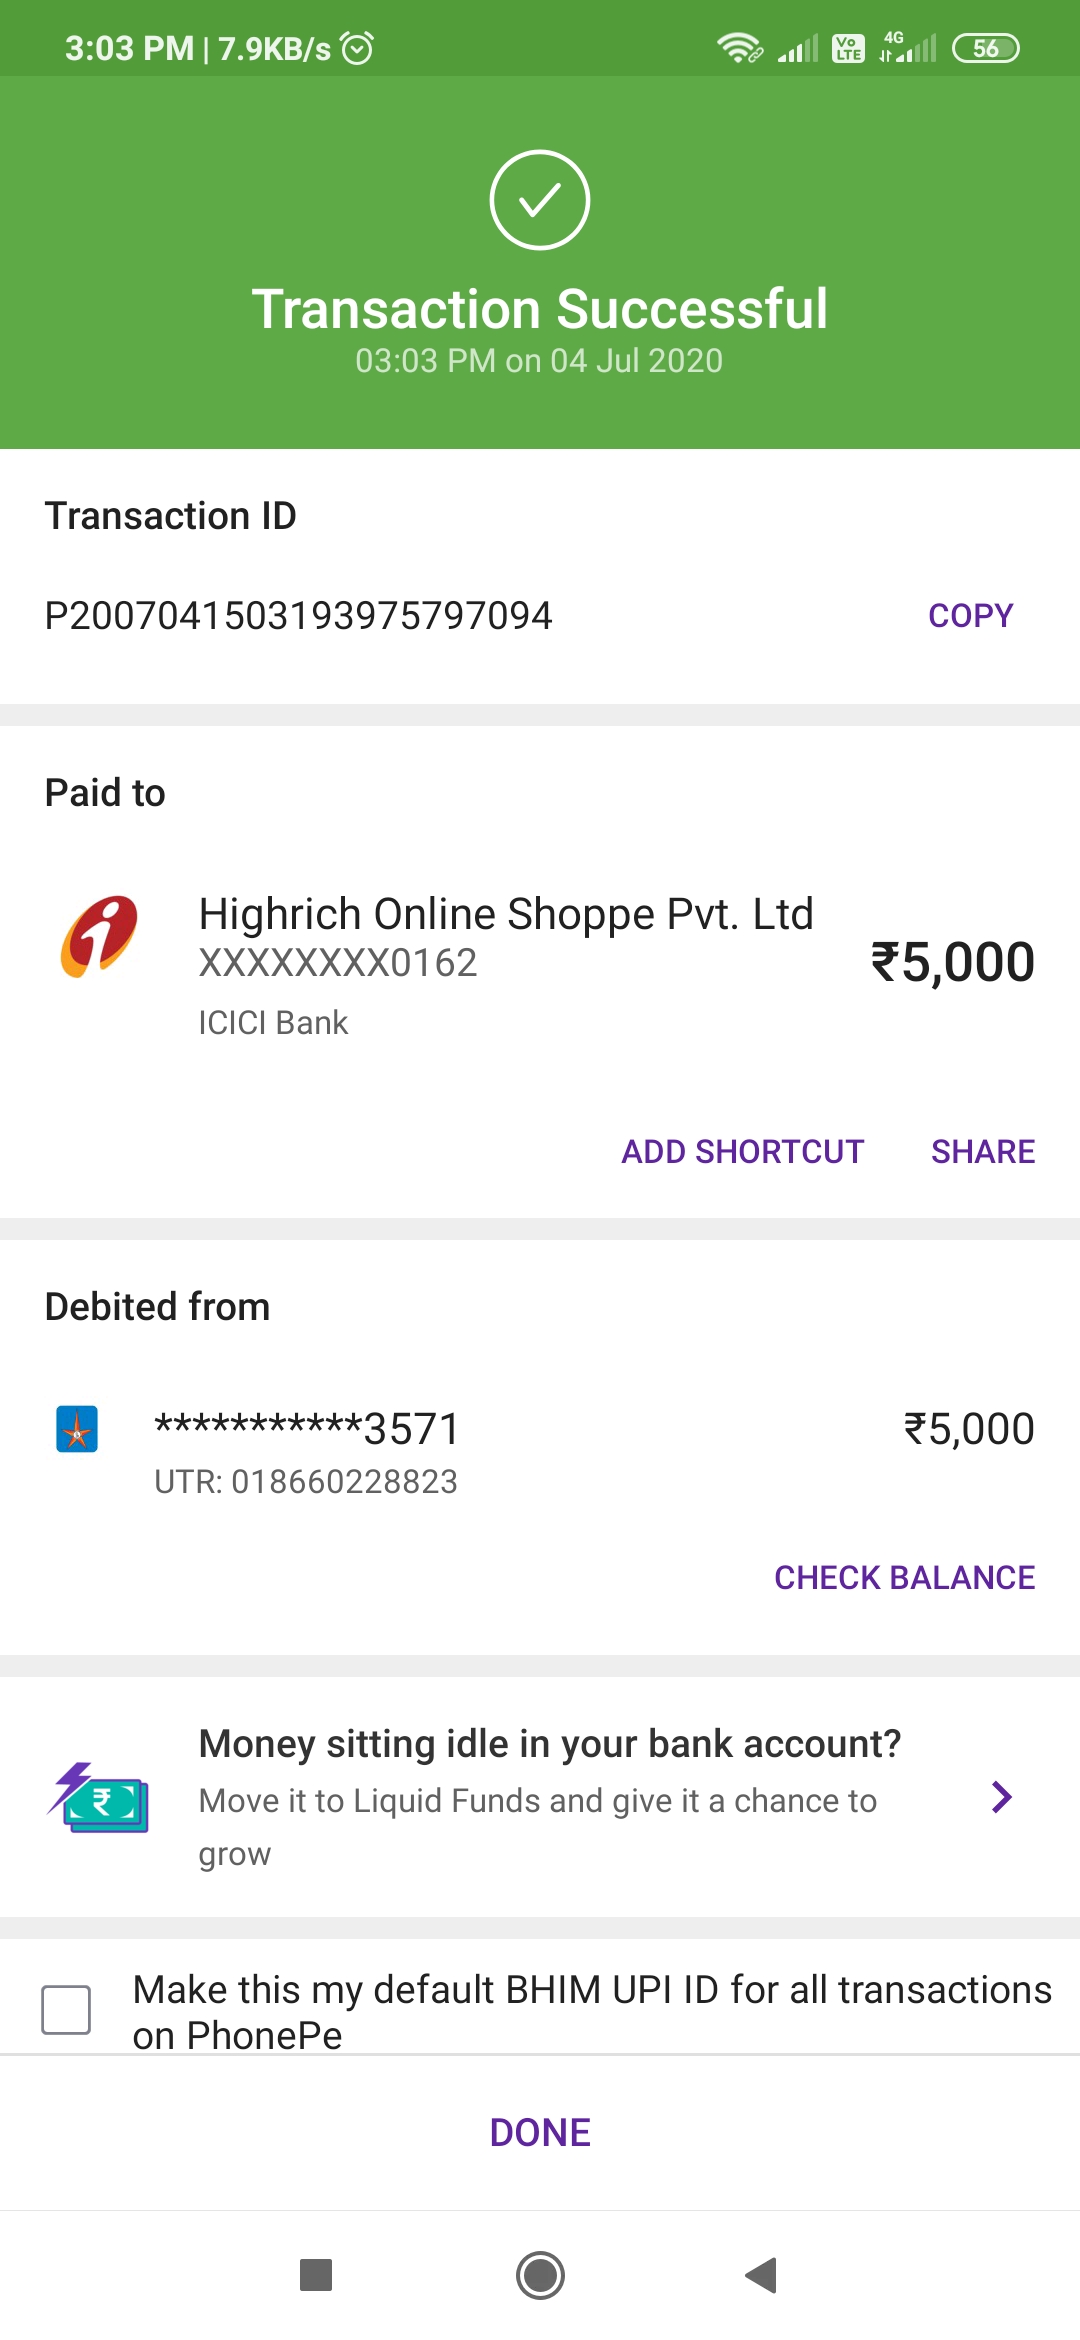 3:03 PM | 7.9KB/s
Vo LTE
4G
56
Transaction Successful
03:03 PM on 04 Jul 2020
Transaction ID
P2007041503193975797094
COPY
Paid to
Highrich Online Shoppe Pvt. Ltd
XXXXXXXX0162
₹5,000
ICICI Bank
ADD SHORTCUT
SHARE
Debited from
***********3571
₹5,000
UTR: 018660228823
CHECK BALANCE
Money sitting idle in your bank account?
Move it to Liquid Funds and give it a chance to
grow
Make this my default BHIM UPI ID for all transactions
on PhonePe
DONE